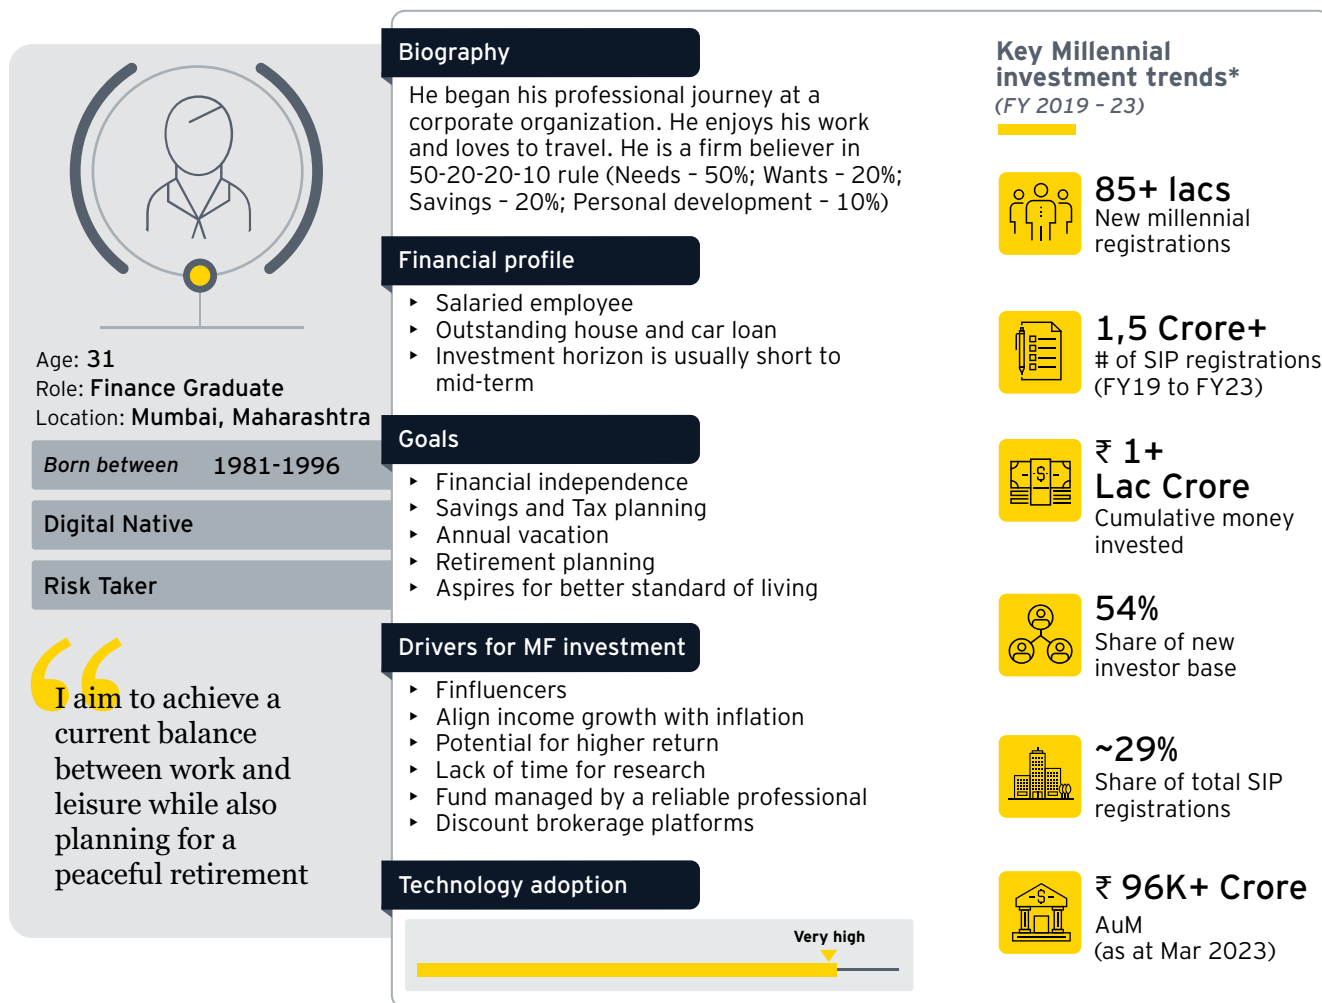 Age: 31
Role: Finance Graduate
Location: Mumbai, Maharashtra
Born between 1981-1996
Digital Native
Risk Taker
“
I aim to achieve a
current balance
between work and
leisure while also
planning for a
peaceful retirement
Biography
He began his professional journey at a
corporate organization. He enjoys his work
and loves to travel. He is a firm believer in
50-20-20-10 rule (Needs – 50%; Wants – 20%;
Savings – 20%; Personal development – 10%)
Financial profile
‣ Salaried employee
‣ Outstanding house and car loan
‣ Investment horizon is usually short to
mid-term
Goals
‣ Financial independence
‣ Savings and Tax planning
‣ Annual vacation
‣ Retirement planning
‣ Aspires for better standard of living
Drivers for MF investment
‣ Finfluencers
‣ Align income growth with inflation
‣ Potential for higher return
‣ Lack of time for research
‣ Fund managed by a reliable professional
‣ Discount brokerage platforms
Technology adoption
Very high
Key Millennial
investment trends*
(FY 2019 – 23)
85+ lacs
New millennial
registrations
1,5 Crore+
# of SIP registrations
(FY19 to FY23)
₹ 1+
Lac Crore
Cumulative money
invested
54%
Share of new
investor base
~29%
Share of total SIP
registrations
₹ 96K+ Crore
AuM
(as at Mar 2023)